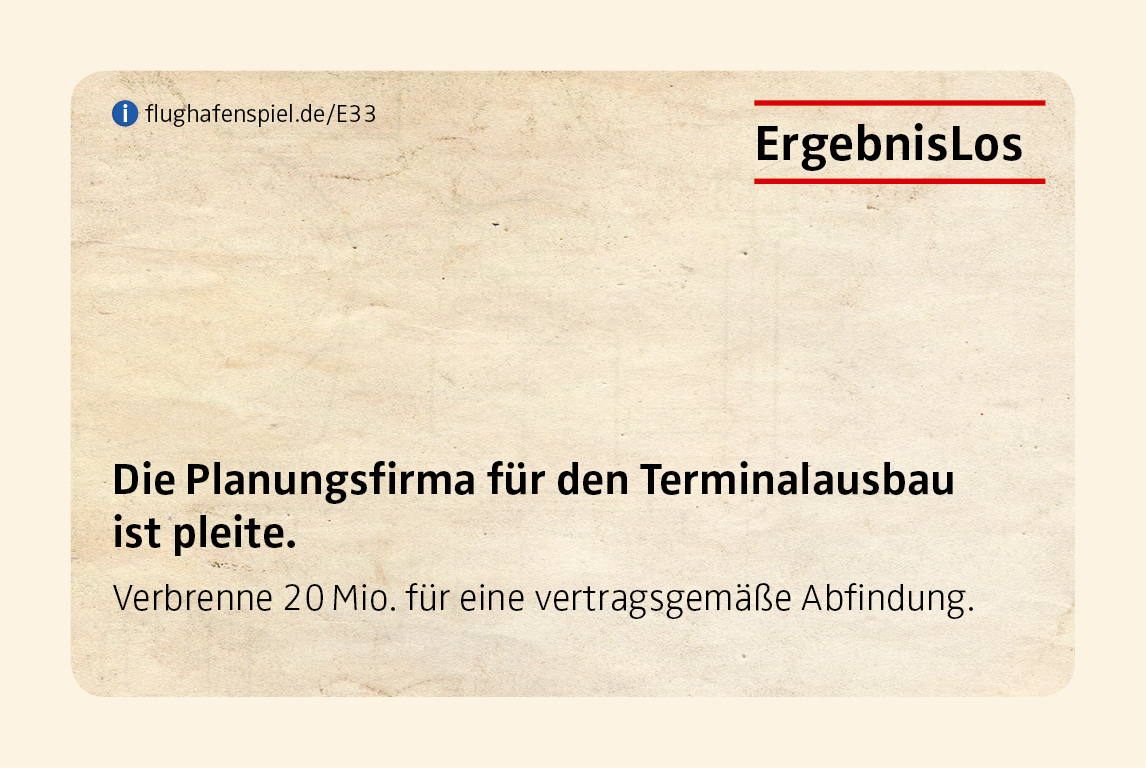 i flughafenspiel.de/E33
ErgebnisLos
Die Planungsfirma für den Terminalausbau
ist pleite.
Verbrenne 20 Mio. für eine vertragsgemäße Abfindung.